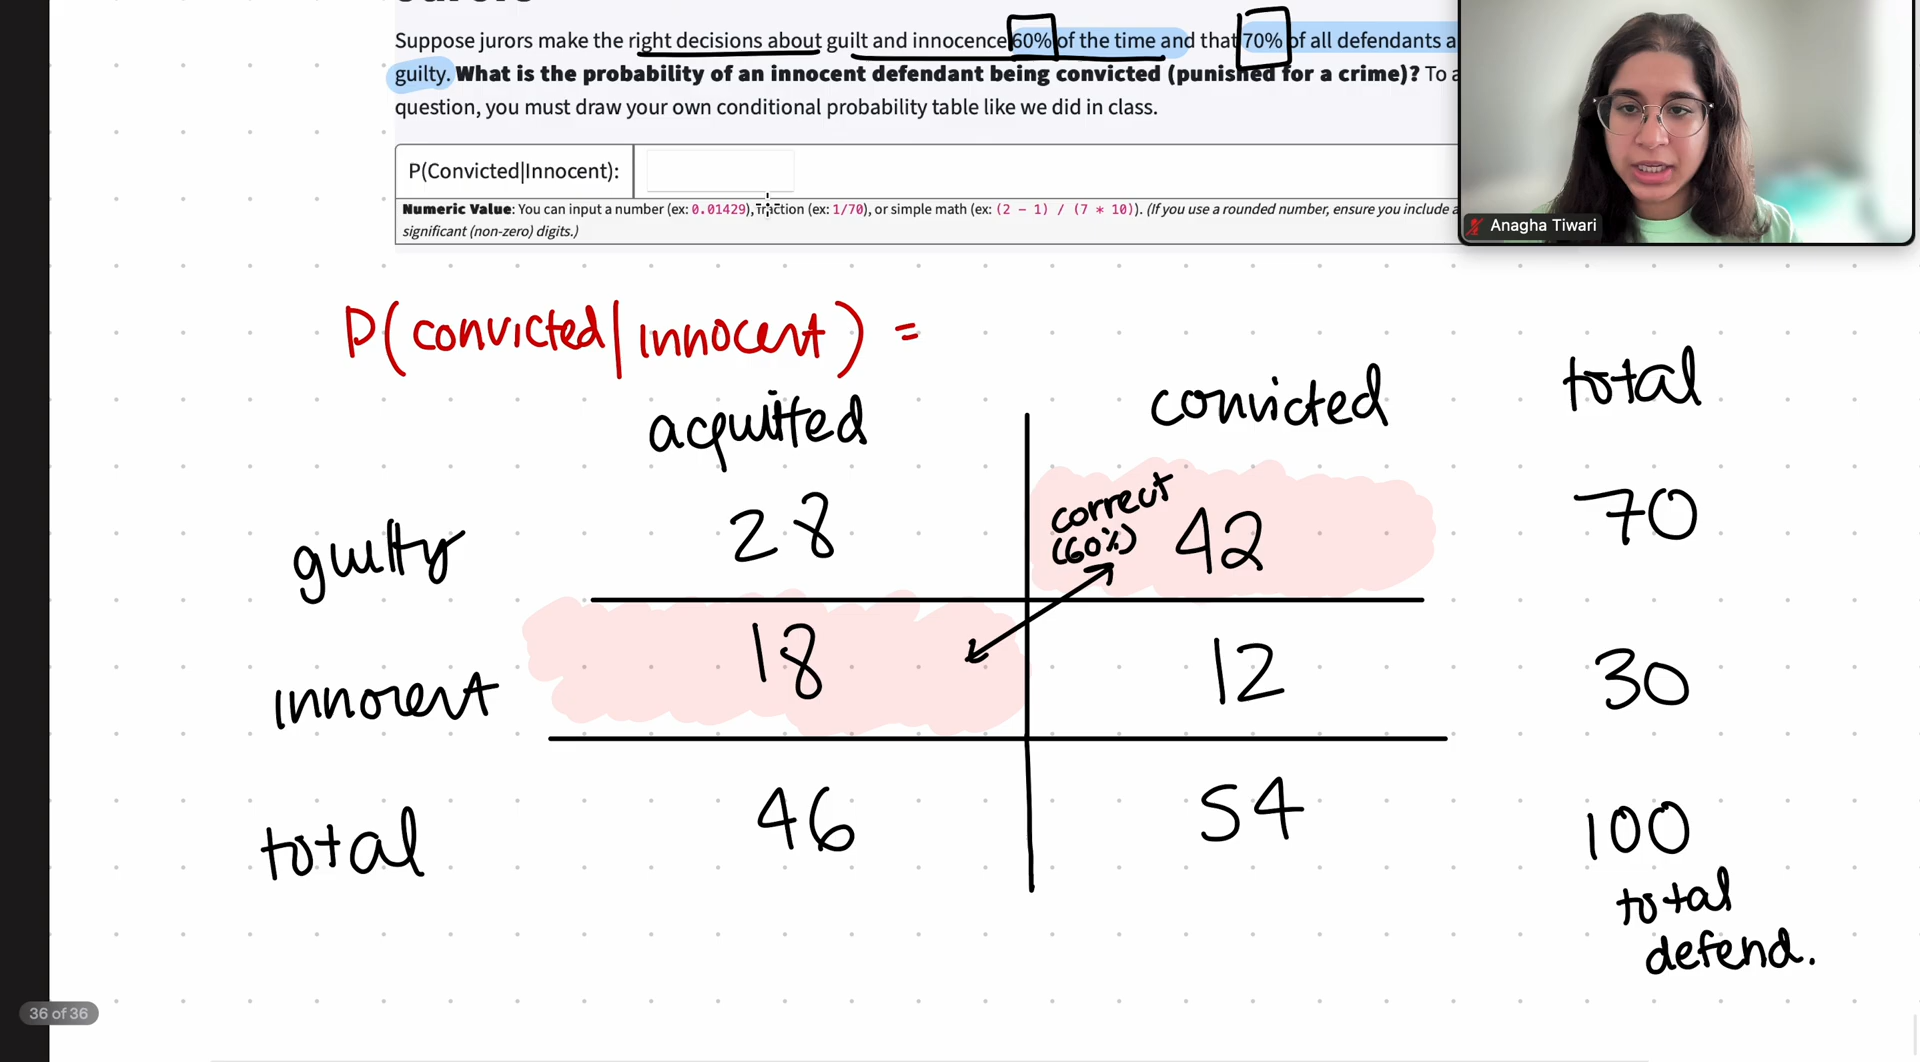 Suppose jurors make the right decisions about guilt and innocence 60% of the time and that 70% of all defendants a
guilty. What is the probability of an innocent defendant being convicted (punished for a crime)? To a
question, you must draw your own conditional probability table like we did in class.
P(Convicted|Innocent):
Numeric Value: You can input a number (ex: 0.01429), fraction (ex: 1/70), or simple math (ex: (2 - 1) / (7 * 10)). (If you use a rounded number, ensure you include a
significant (non-zero) digits.)
Anagha Tiwari
P(convicted|innocent) =
acquitted convicted total
guilty 28 correct (60%) 42 70
innocent 18 12 30
total 46 54 100
total
defend.
36 of 36